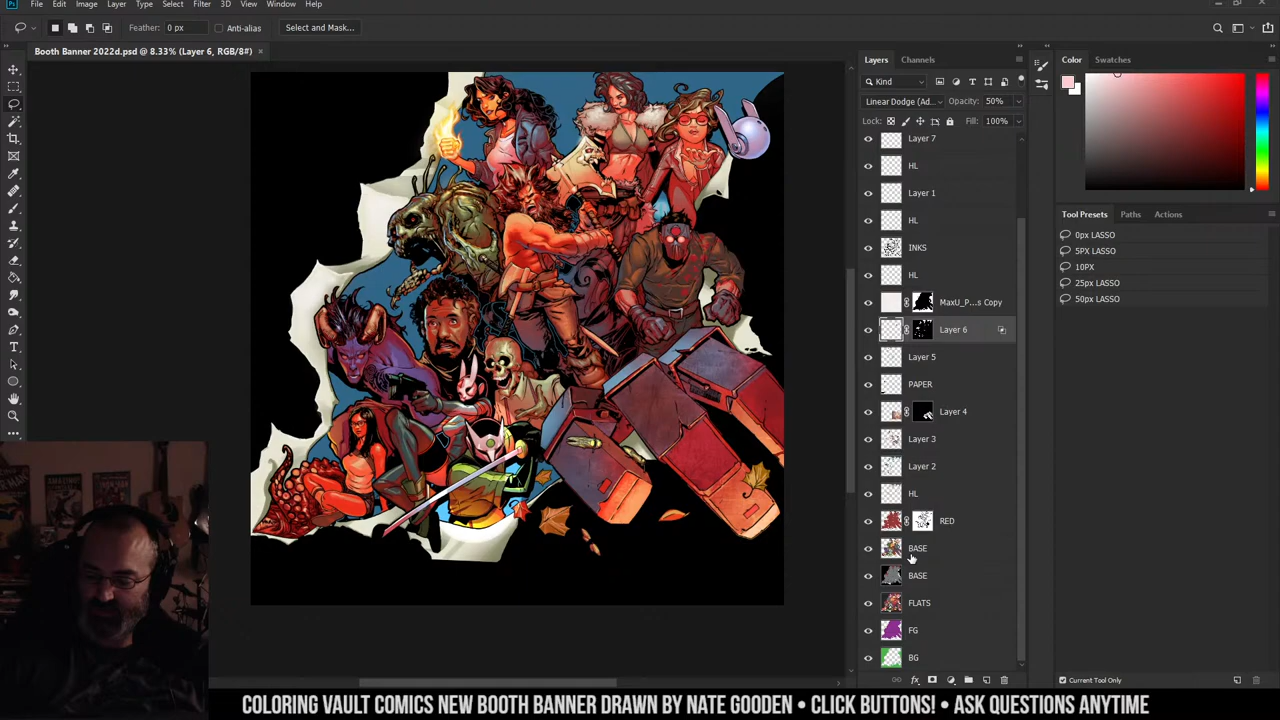 File Edit Image Layer Type Select Filter 3D View Window Help
Feather: 0 px Anti-alias Select and Mask...
Booth Banner 2022d.psd @ 8.33% (Layer 6, RGB/8#)
Layers Channels
Kind
Linear Dodge (Ad... Opacity: 50%
Lock: Fill: 100%
Layer 7
HL
Layer 1
HL
INKS
HL
MaxU_P...s Copy
Layer 6
Layer 5
PAPER
Layer 4
Layer 3
Layer 2
HL
RED
BASE
BASE
FLATS
FG
BG
Color Swatches
Tool Presets Paths Actions
0px LASSO
5PX LASSO
10PX
25px LASSO
50px LASSO
Current Tool Only
COLORING VAULT COMICS NEW BOOTH BANNER DRAWN BY NATE GOODEN • CLICK BUTTONS! • ASK QUESTIONS ANYTIME